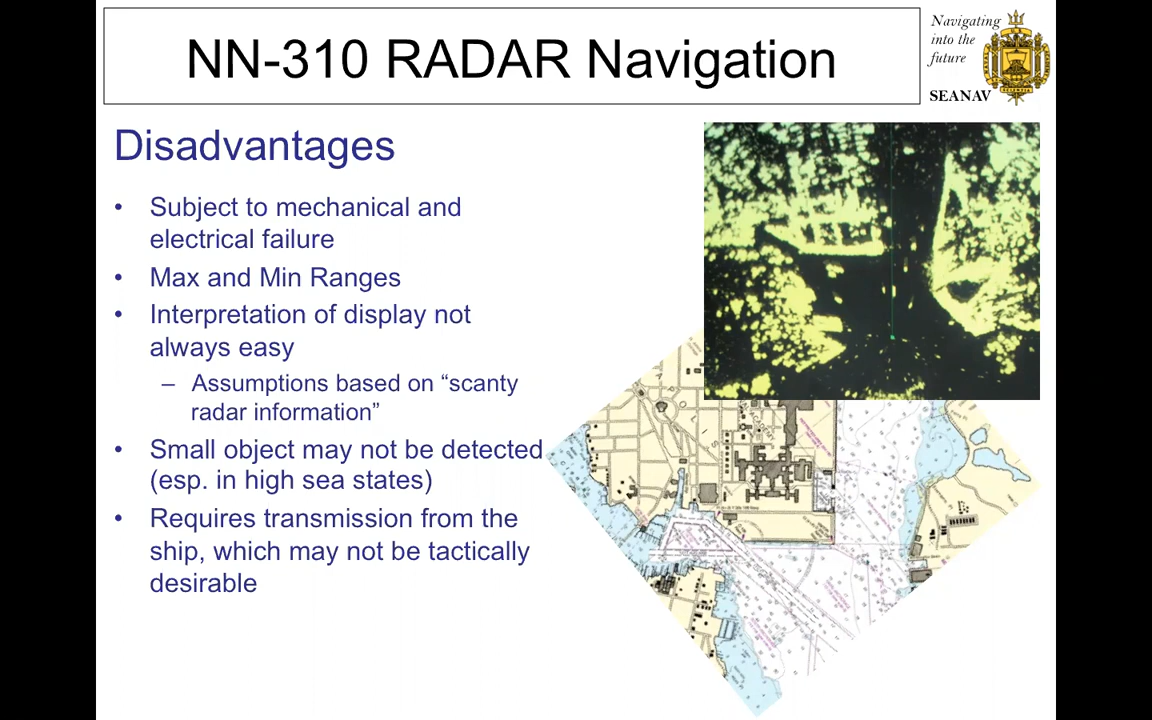 NN-310 RADAR Navigation
Navigating
into the
future
SEANAV
Disadvantages
• Subject to mechanical and
electrical failure
• Max and Min Ranges
• Interpretation of display not
always easy
– Assumptions based on “scanty
radar information”
• Small object may not be detected
(esp. in high sea states)
• Requires transmission from the
ship, which may not be tactically
desirable